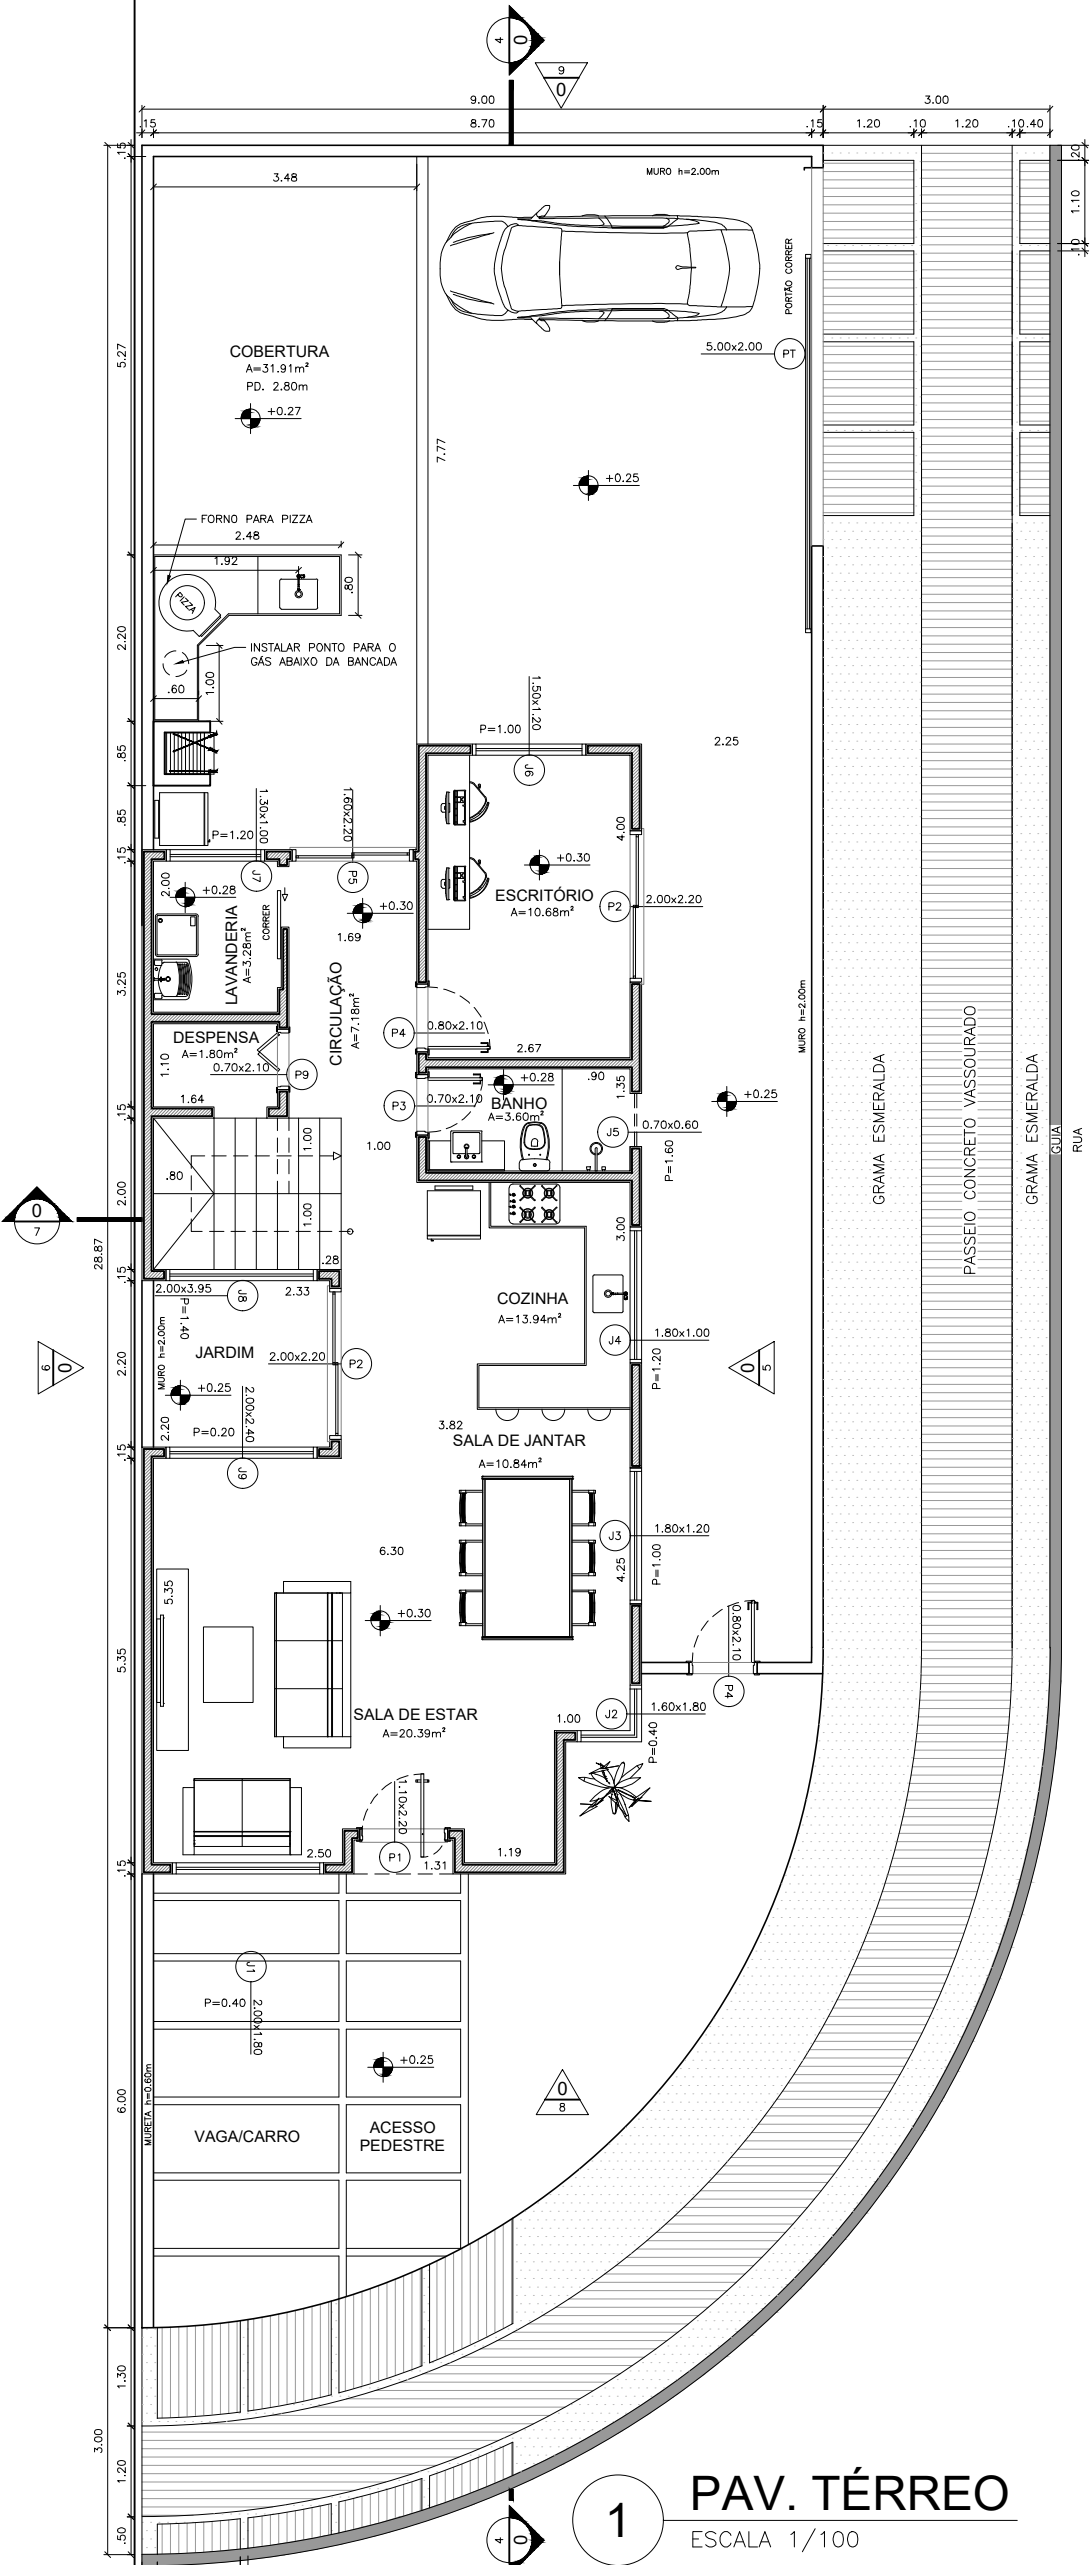 4
0
9
0
9.00
3.00
.15
8.70
.15
1.20
.10
1.20
.10
.40
.15
.20
3.48
MURO h=2.00m
1.10
.10
PORTÃO CORRER
5.27
COBERTURA
A=31.91m²
PD. 2.80m
+0.27
5.00x2.00
PT
7.77
+0.25
FORNO PARA PIZZA
2.48
1.92
.80
PIZZA
2.20
INSTALAR PONTO PARA O
GÁS ABAIXO DA BANCADA
.60
1.00
1.50x1.20
P=1.00
J6
2.25
.85
.85
P=1.20
1.30x1.00
1.60x2.20
4.00
.15
J7
P5
+0.30
2.00
+0.28
ESCRITÓRIO
A=10.68m²
P2
2.00x2.20
+0.30
CORRER
1.69
LAVANDERIA
A=3.28m²
3.25
CIRCULAÇÃO
A=7.18m²
MURO h=2.00m
PASSEIO CONCRETO VASSOURADO
DESPENSA
A=1.80m²
P4
0.80x2.10
2.67
1.10
0.70x2.10
P9
+0.28
.90
1.35
GRAMA ESMERALDA
GRAMA ESMERALDA
1.64
P3
0.70x2.10
BANHO
A=3.60m²
+0.25
.15
J5
0.70x0.60
GUIA
RUA
1.00
1.00
P=1.60
.80
2.00
0
7
1.00
3.00
28.87
.28
.15
2.00x3.95
J8
2.33
COZINHA
A=13.94m²
P=1.40
MURO h=2.00m
JARDIM
2.00x2.20
P2
J4
1.80x1.00
P=1.20
9
0
2.20
0
5
+0.25
2.00x2.40
2.20
P=0.20
3.82
SALA DE JANTAR
A=10.84m²
.15
J9
J3
1.80x1.20
6.30
4.25
P=1.00
5.35
+0.30
0.80x2.10
5.35
P4
SALA DE ESTAR
A=20.39m²
1.00
J2
1.60x1.80
P=0.40
1.10x2.20
2.50
P1
1.31
1.19
.15
J1
P=0.40
2.00x1.80
+0.25
MURETA h=0.60m
6.00
0
8
VAGA/CARRO
ACESSO
PEDESTRE
1.30
3.00
1.20
.50
4
0
1
PAV. TÉRREO
ESCALA 1/100